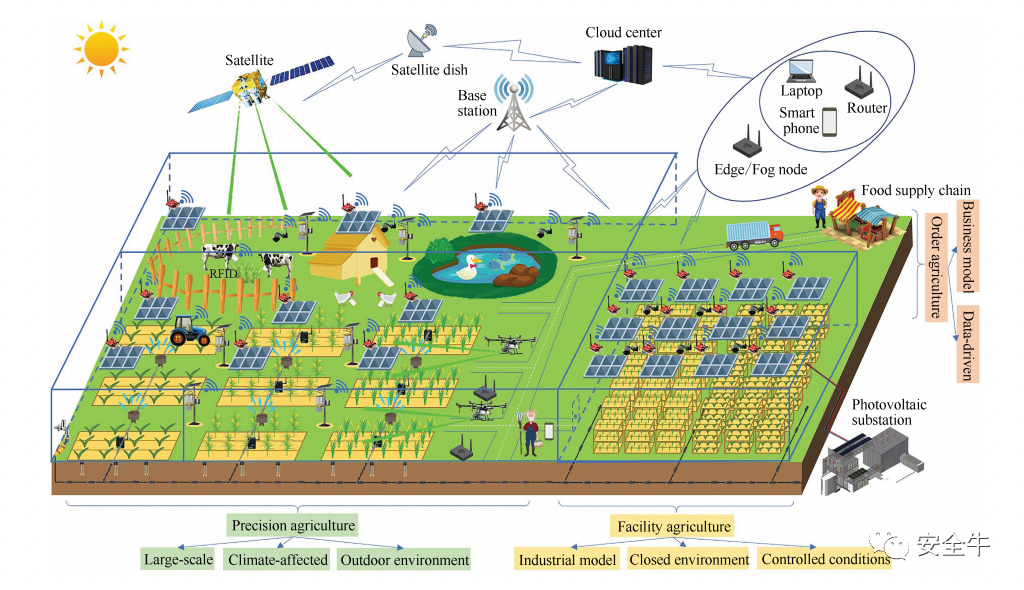 Satellite
Satellite dish
Cloud center
Base
station
Laptop
Smart
phone
Router
Edge/Fog node
Food supply chain
Business model
Order agriculture
Data-driven
RFID
Photovoltaic
substation
Precision agriculture
Large-scale
Climate-affected
Outdoor environment
Facility agriculture
Industrial model
Closed environment
Controlled conditions
安全牛